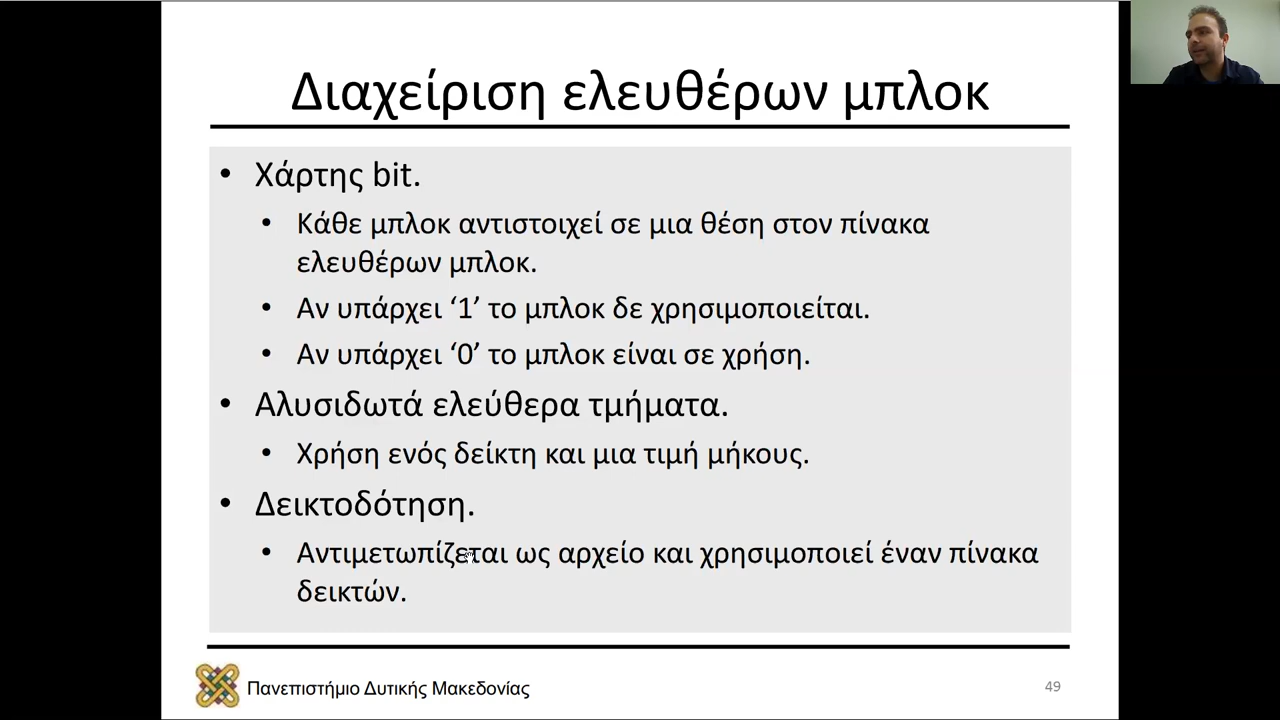 Διαχείριση ελευθέρων μπλοκ
• Χάρτης bit.
• Κάθε μπλοκ αντιστοιχεί σε μια θέση στον πίνακα
ελευθέρων μπλοκ.
• Αν υπάρχει ‘1’ το μπλοκ δε χρησιμοποιείται.
• Αν υπάρχει ‘0’ το μπλοκ είναι σε χρήση.
• Αλυσιδωτά ελεύθερα τμήματα.
• Χρήση ενός δείκτη και μια τιμή μήκους.
• Δεικτοδότηση.
• Αντιμετωπίζεται ως αρχείο και χρησιμοποιεί έναν πίνακα
δεικτών.
Πανεπιστήμιο Δυτικής Μακεδονίας
49